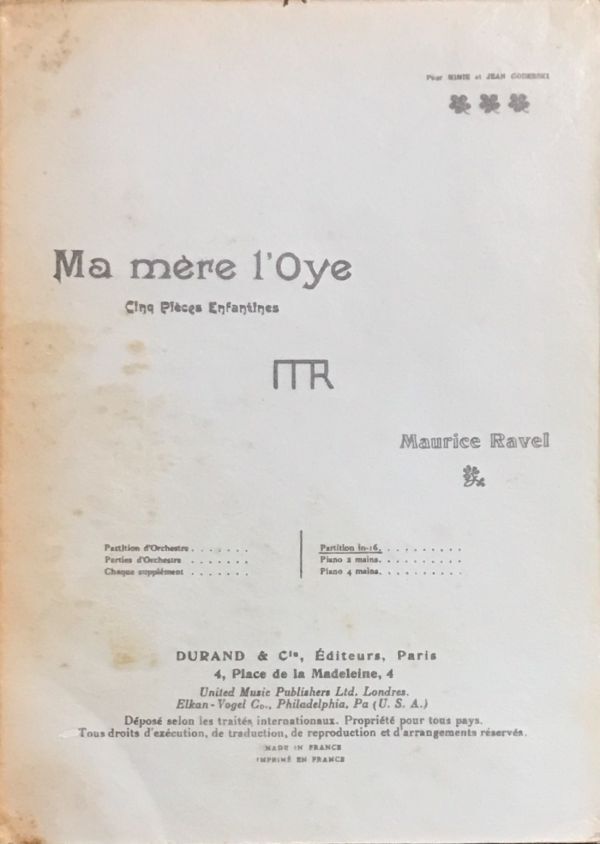 Pour MIMIE et JEAN GODEBSKI
Ma mère l'Oye
Cinq Pièces Enfantines
MR
Maurice Ravel
Partition d'Orchestre . . . . . . .
Parties d'Orchestre . . . . . . .
Chaque supplément . . . . . . .
Partition in-16. . . . . . . . . .
Piano 2 mains. . . . . . . . . .
Piano 4 mains. . . . . . . . . .
DURAND & Cie, Éditeurs, Paris
4, Place de la Madeleine, 4
United Music Publishers Ltd. Londres.
Elkan-Vogel Co., Philadelphia, Pa (U. S. A.)
Déposé selon les traités internationaux. Propriété pour tous pays.
Tous droits d'exécution, de traduction, de reproduction et d'arrangements réservés.
MADE IN FRANCE
IMPRIMÉ EN FRANCE